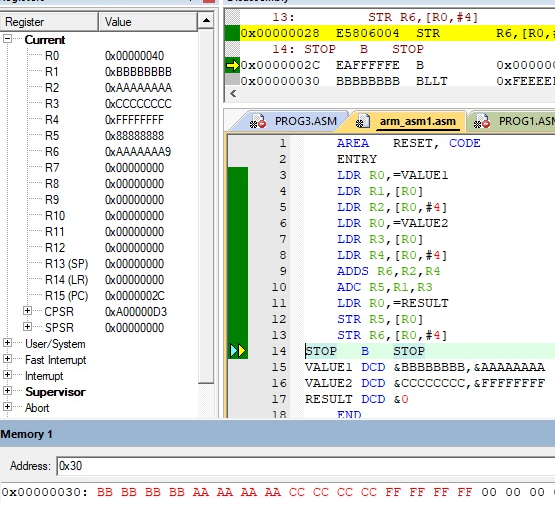 Register Value
Current
R0 0x00000040
R1 0xBBBBBBBB
R2 0xAAAAAAAA
R3 0xCCCCCCCC
R4 0xFFFFFFFF
R5 0x88888888
R6 0xAAAAAAA9
R7 0x00000000
R8 0x00000000
R9 0x00000000
R10 0x00000000
R11 0x00000000
R12 0x00000000
R13 (SP) 0x00000000
R14 (LR) 0x00000000
R15 (PC) 0x0000002C
CPSR 0xA00000D3
SPSR 0x00000000
User/System
Fast Interrupt
Interrupt
Supervisor
Abort
13: STR R6,[R0,#4]
0x00000028 E5806004 STR R6,[R0,
14: STOP B STOP
0x0000002C EAFFFFFE B 0x0000
0x00000030 BBBBBBBB BLLT 0xFEEEE
PROG3.ASM arm_asm1.asm PROG1.AS
1 AREA RESET, CODE
2 ENTRY
3 LDR R0,=VALUE1
4 LDR R1,[R0]
5 LDR R2,[R0,#4]
6 LDR R0,=VALUE2
7 LDR R3,[R0]
8 LDR R4,[R0,#4]
9 ADDS R6,R2,R4
10 ADC R5,R1,R3
11 LDR R0,=RESULT
12 STR R5,[R0]
13 STR R6,[R0,#4]
14 STOP B STOP
15 VALUE1 DCD &BBBBBBBB,&AAAAAAAA
16 VALUE2 DCD &CCCCCCCC,&FFFFFFFF
17 RESULT DCD &0
18 END
Memory 1
Address: 0x30
0x00000030: BB BB BB BB AA AA AA AA CC CC CC CC FF FF FF FF 00 00 00